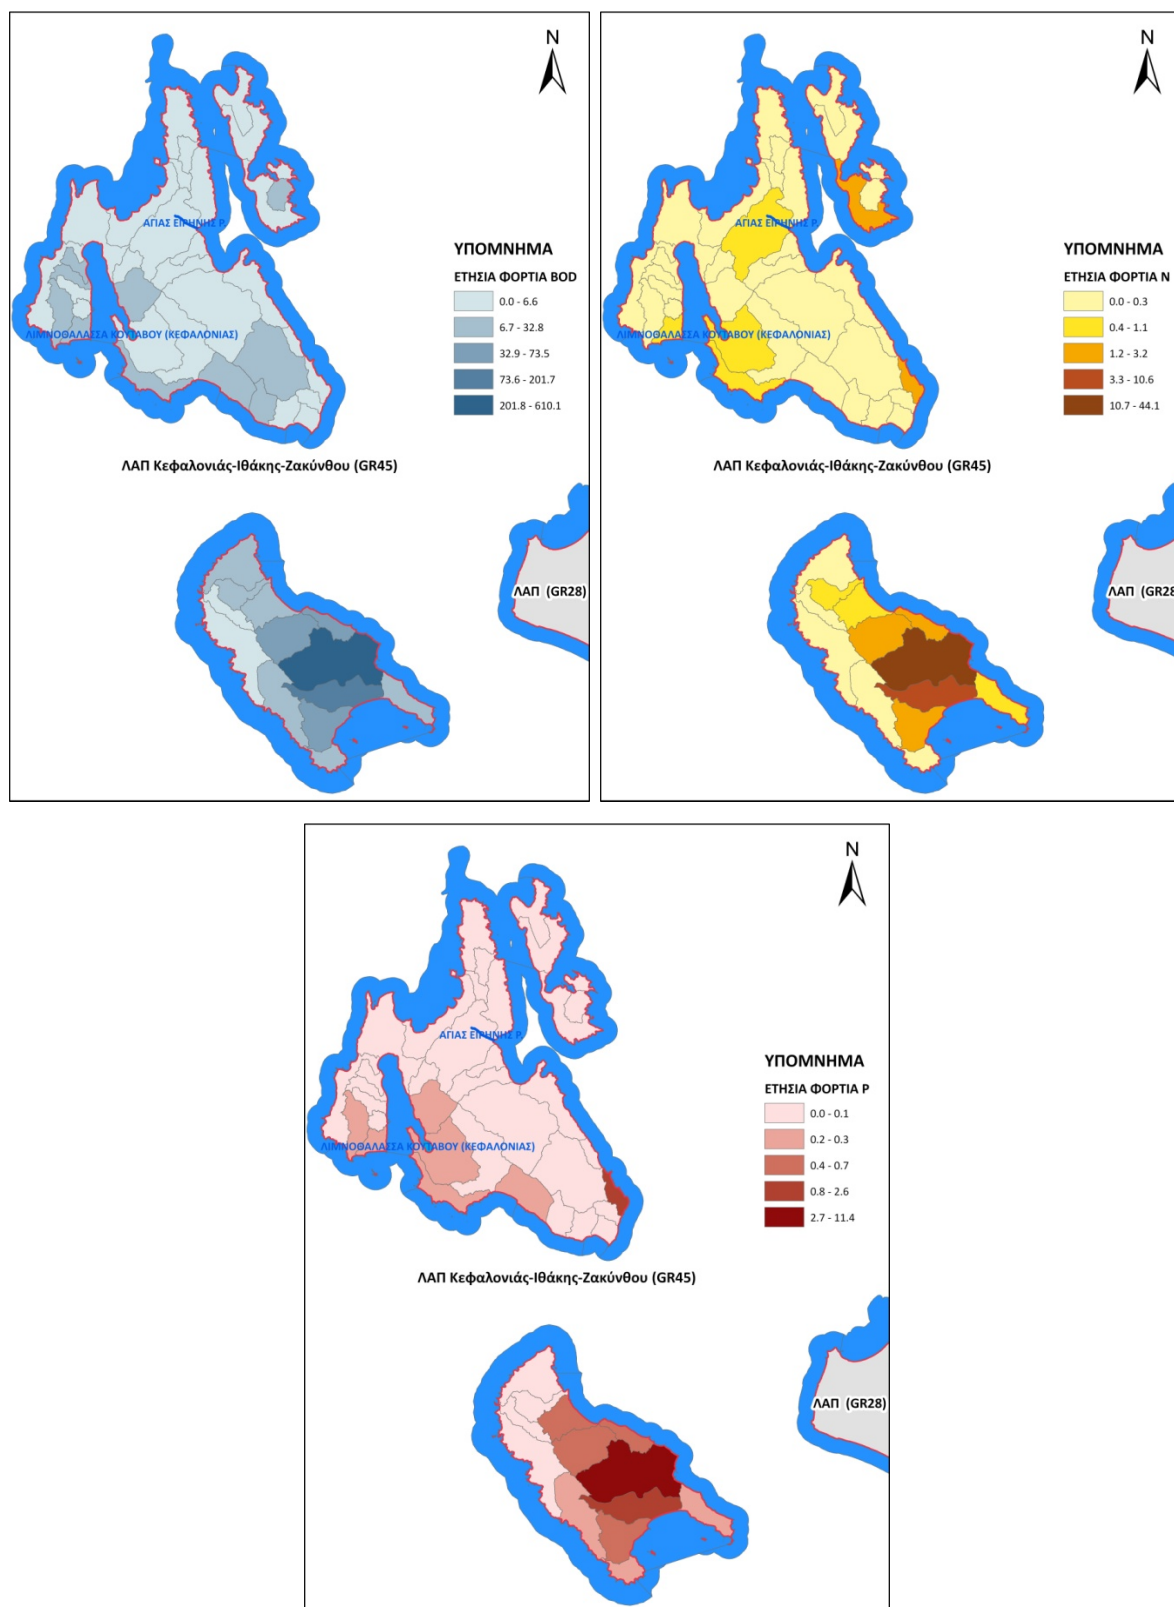 N
ΑΓΙΑΣ ΕΙΡΗΝΗΣ Ρ.
ΛΙΜΝΟΘΑΛΑΣΣΑ ΚΟΥΤΑΒΟΥ (ΚΕΦΑΛΟΝΙΑΣ)
ΥΠΟΜΝΗΜΑ
ΕΤΗΣΙΑ ΦΟΡΤΙΑ BOD
0.0 - 6.6
6.7 - 32.8
32.9 - 73.5
73.6 - 201.7
201.8 - 610.1
ΛΑΠ Κεφαλονιάς-Ιθάκης-Ζακύνθου (GR45)
ΛΑΠ (GR28)
N
ΑΓΙΑΣ ΕΙΡΗΝΗΣ Ρ.
ΛΙΜΝΟΘΑΛΑΣΣΑ ΚΟΥΤΑΒΟΥ (ΚΕΦΑΛΟΝΙΑΣ)
ΥΠΟΜΝΗΜΑ
ΕΤΗΣΙΑ ΦΟΡΤΙΑ N
0.0 - 0.3
0.4 - 1.1
1.2 - 3.2
3.3 - 10.6
10.7 - 44.1
ΛΑΠ Κεφαλονιάς-Ιθάκης-Ζακύνθου (GR45)
ΛΑΠ (GR28
N
ΑΓΙΑΣ ΕΙΡΗΝΗΣ Ρ.
ΛΙΜΝΟΘΑΛΑΣΣΑ ΚΟΥΤΑΒΟΥ (ΚΕΦΑΛΟΝΙΑΣ)
ΥΠΟΜΝΗΜΑ
ΕΤΗΣΙΑ ΦΟΡΤΙΑ P
0.0 - 0.1
0.2 - 0.3
0.4 - 0.7
0.8 - 2.6
2.7 - 11.4
ΛΑΠ Κεφαλονιάς-Ιθάκης-Ζακύνθου (GR45)
ΛΑΠ (GR28)